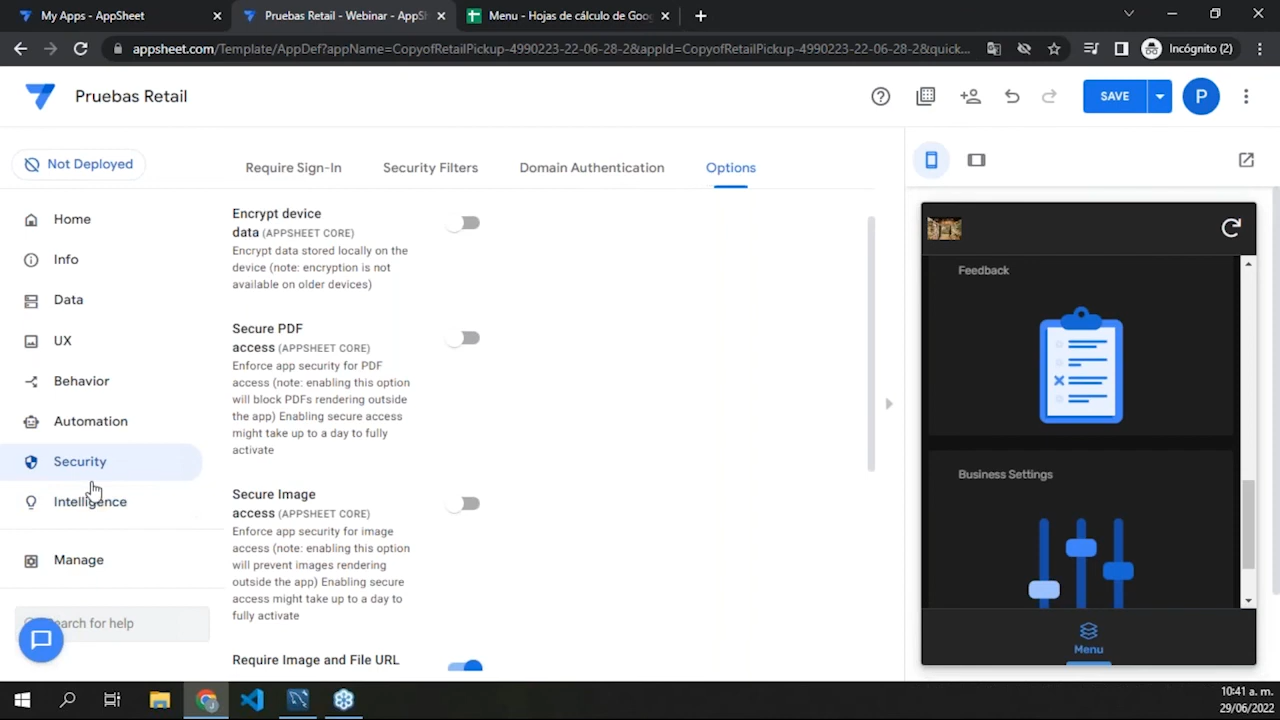 My Apps - AppSheet
Pruebas Retail - Webinar - AppSh
Menu - Hojas de cálculo de Goo
appsheet.com/Template/AppDef?appName=CopyofRetailPickup-4990223-22-06-28-2&appId=CopyofRetailPickup-4990223-22-06-28-2&quick...
Incógnito (2)
Pruebas Retail
SAVE
P
Not Deployed
Require Sign-In
Security Filters
Domain Authentication
Options
Home
Info
Data
UX
Behavior
Automation
Security
Intelligence
Manage
Search for help
Encrypt device
data (APPSHEET CORE)
Encrypt data stored locally on the
device (note: encryption is not
available on older devices)
Secure PDF
access (APPSHEET CORE)
Enforce app security for PDF
access (note: enabling this option
will block PDFs rendering outside
the app) Enabling secure access
might take up to a day to fully
activate
Secure Image
access (APPSHEET CORE)
Enforce app security for image
access (note: enabling this option
will prevent images rendering
outside the app) Enabling secure
access might take up to a day to
fully activate
Require Image and File URL
Feedback
Business Settings
Menu
10:41 a. m.
29/06/2022